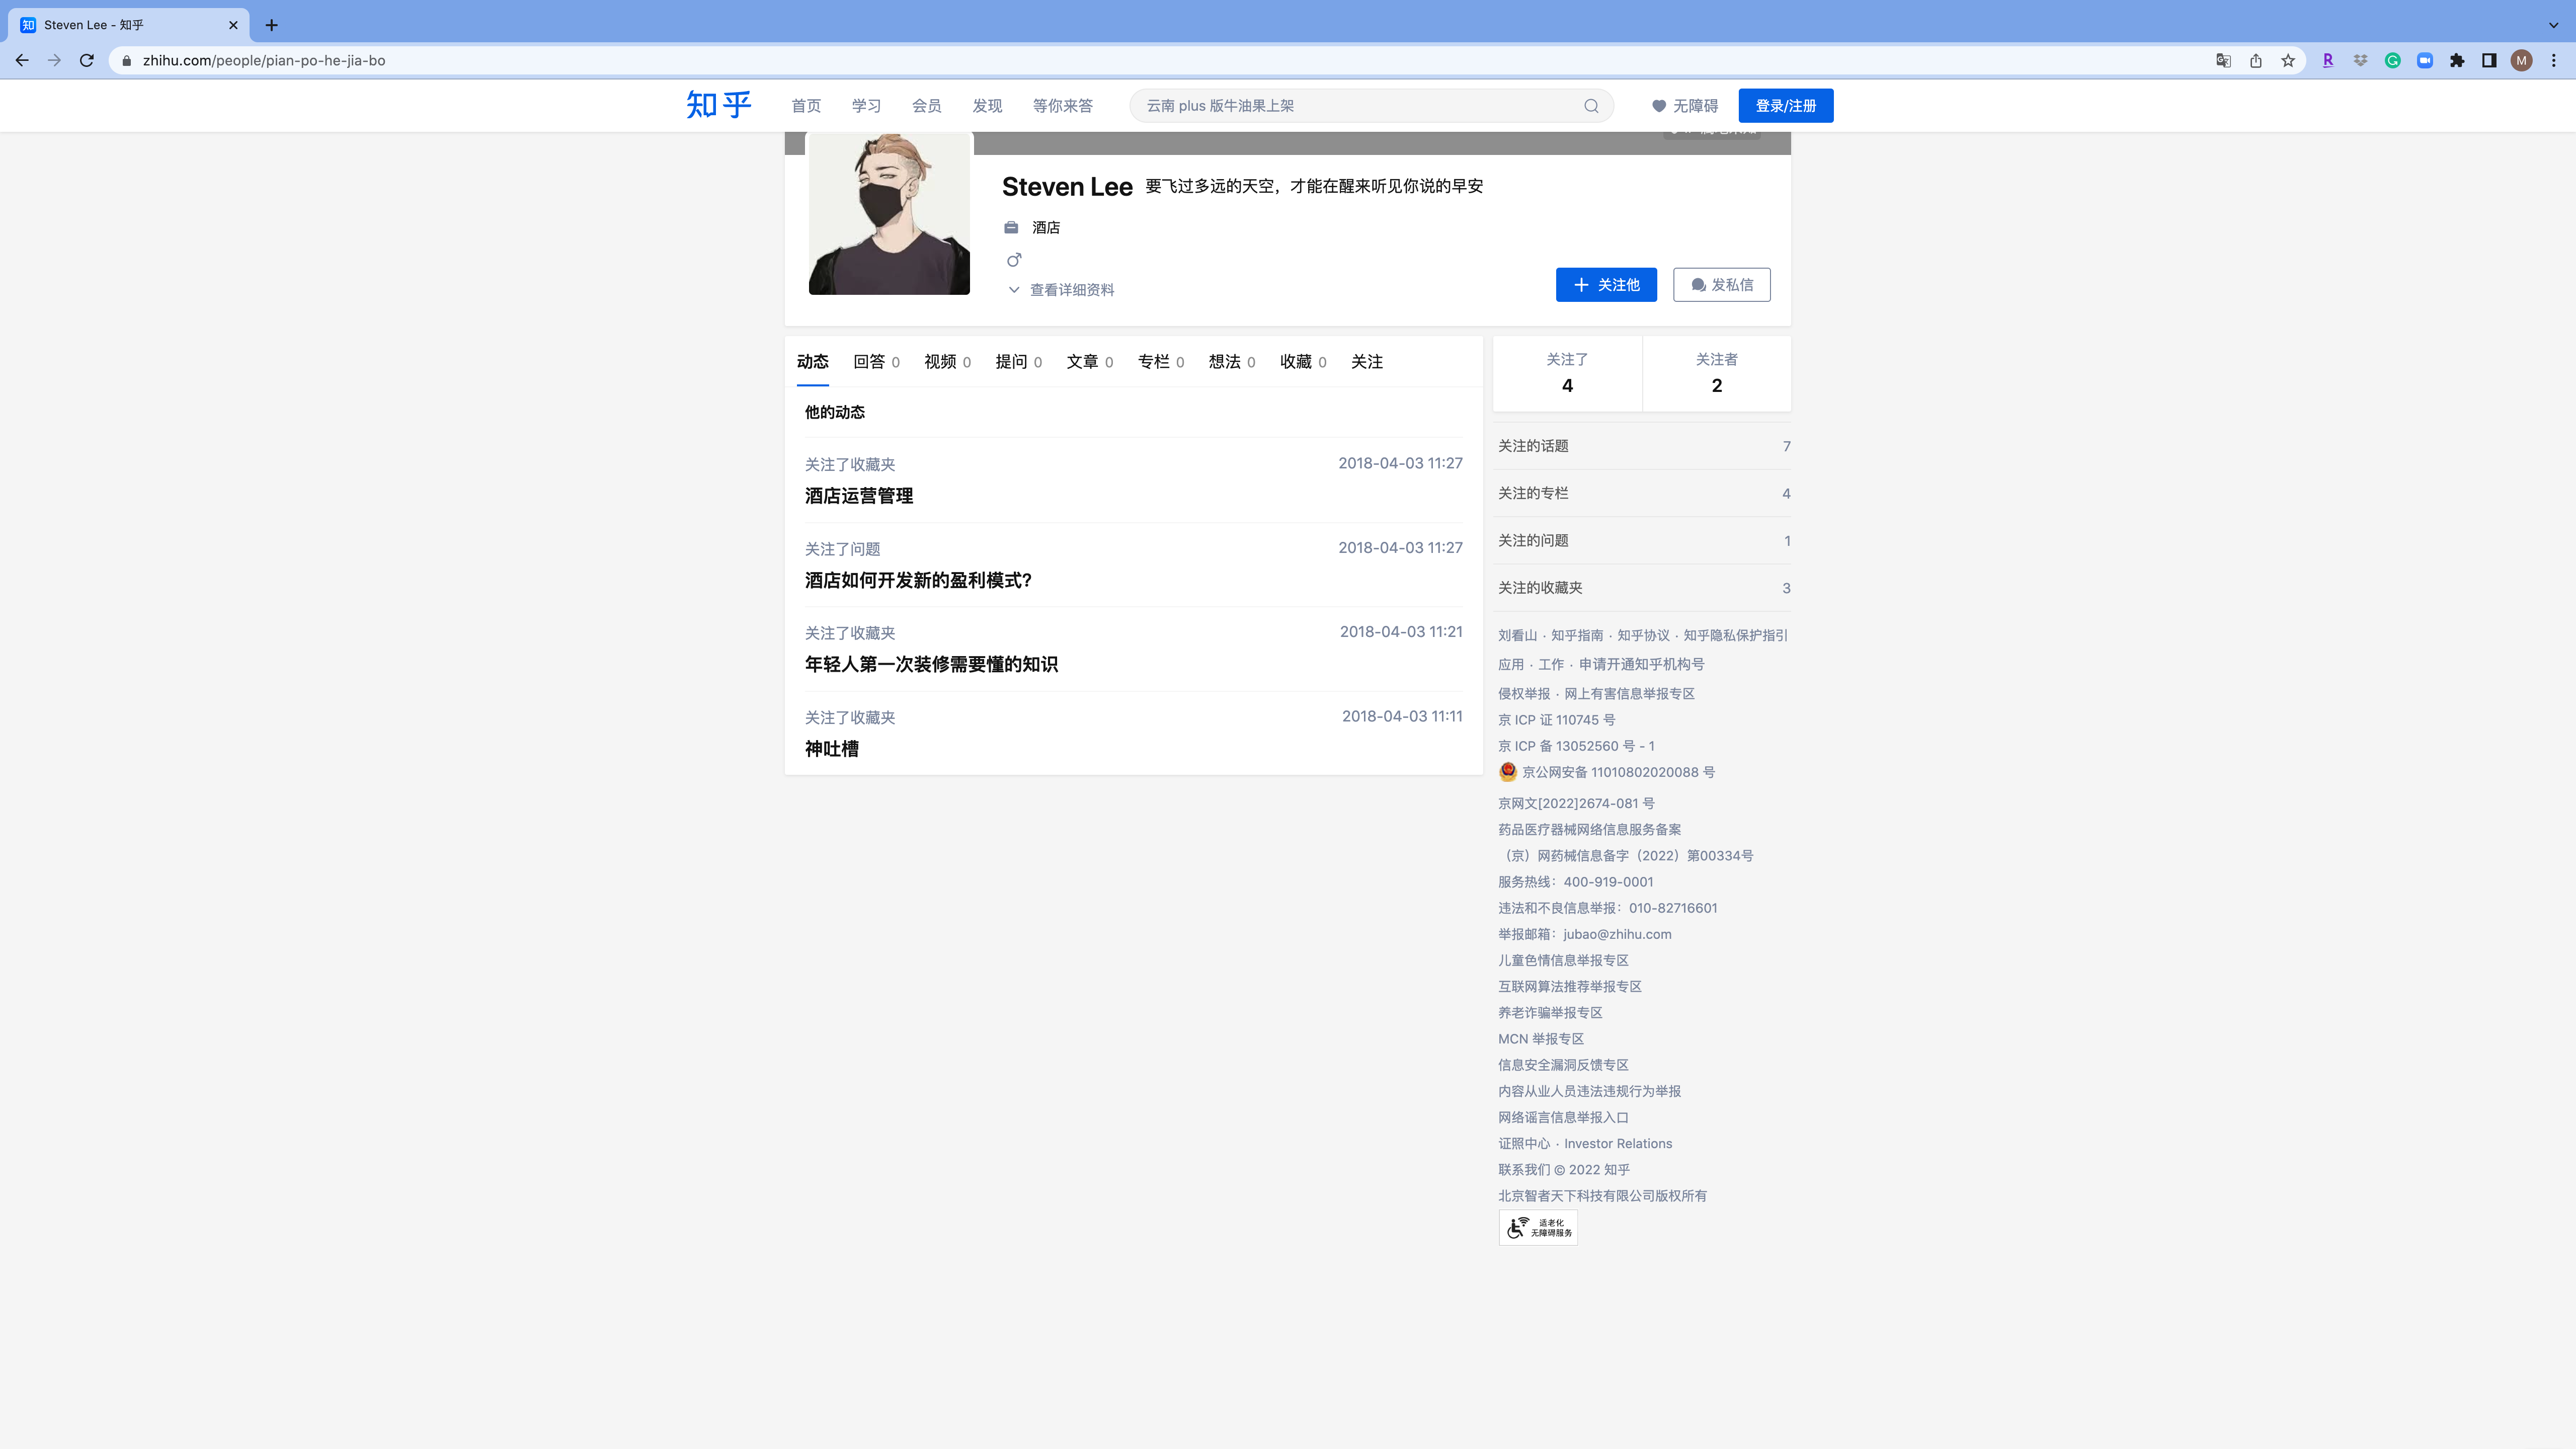 Steven Lee - 知乎
zhihu.com/people/pian-po-he-jia-bo
M
知乎 首页 学习 会员 发现 等你来答 云南 plus 版牛油果上架 无障碍 登录/注册
Steven Lee 要飞过多远的天空，才能在醒来听见你说的早安
酒店
查看详细资料
关注他 发私信
动态 回答 0 视频 0 提问 0 文章 0 专栏 0 想法 0 收藏 0 关注
他的动态
关注了收藏夹 2018-04-03 11:27
酒店运营管理
关注了问题 2018-04-03 11:27
酒店如何开发新的盈利模式？
关注了收藏夹 2018-04-03 11:21
年轻人第一次装修需要懂的知识
关注了收藏夹 2018-04-03 11:11
神吐槽
关注了 关注者
4 2
关注的话题 7
关注的专栏 4
关注的问题 1
关注的收藏夹 3
刘看山 · 知乎指南 · 知乎协议 · 知乎隐私保护指引
应用 · 工作 · 申请开通知乎机构号
侵权举报 · 网上有害信息举报专区
京 ICP 证 110745 号
京 ICP 备 13052560 号 - 1
京公网安备 11010802020088 号
京网文[2022]2674-081 号
药品医疗器械网络信息服务备案
（京）网药械信息备字（2022）第00334号
服务热线：400-919-0001
违法和不良信息举报：010-82716601
举报邮箱：jubao@zhihu.com
儿童色情信息举报专区
互联网算法推荐举报专区
养老诈骗举报专区
MCN 举报专区
信息安全漏洞反馈专区
内容从业人员违法违规行为举报
网络谣言信息举报入口
证照中心 · Investor Relations
联系我们 © 2022 知乎
北京智者天下科技有限公司版权所有
适老化
无障碍服务